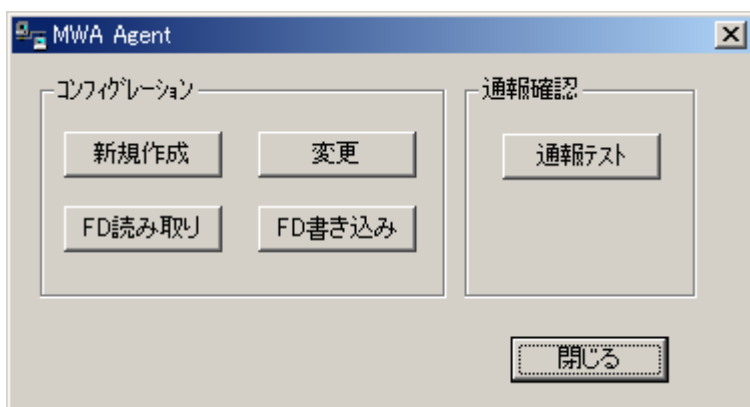 MWA Agent
コンフィグレーション
新規作成
変更
FD読み取り
FD書き込み
通報確認
通報テスト
閉じる